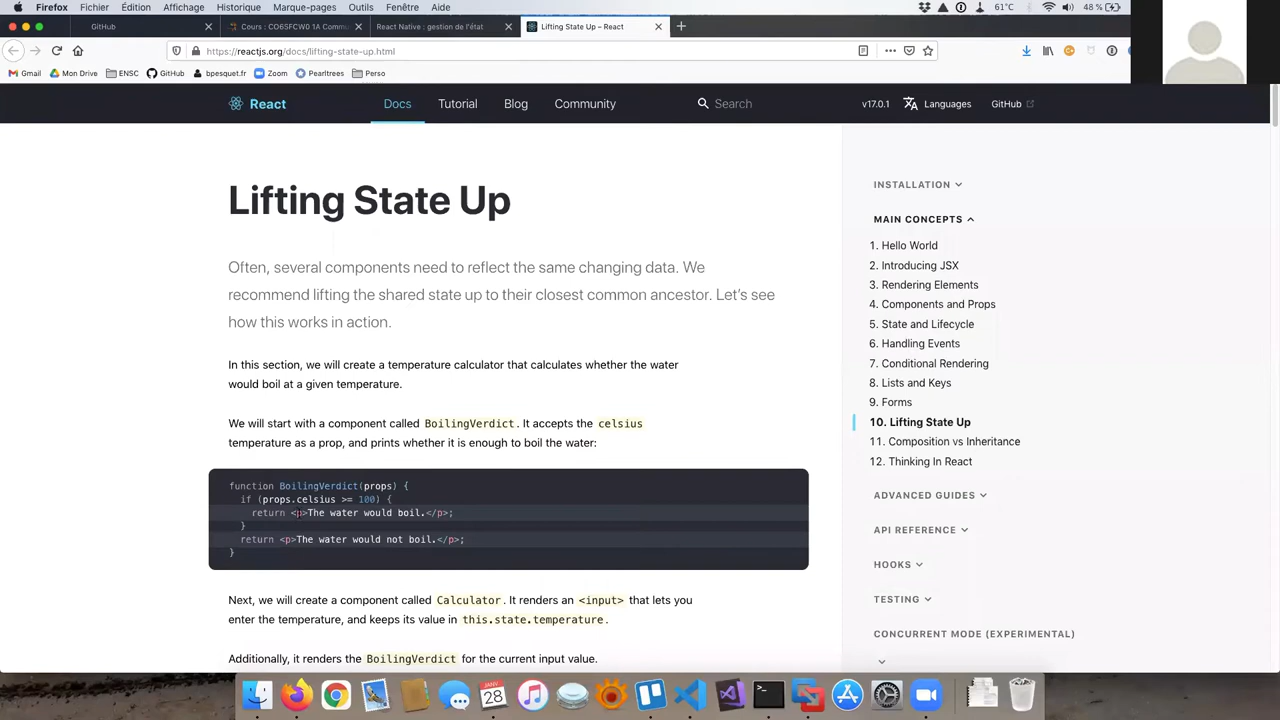 Firefox Fichier Édition Affichage Historique Marque-pages Outils Fenêtre Aide 61°C 48 %
GitHub
Cours : CO65FCW0 1A Commu
React Native : gestion de l'état
Lifting State Up – React
https://reactjs.org/docs/lifting-state-up.html
Gmail Mon Drive ENSC GitHub bpesquet.fr Zoom Pearltrees Perso
React Docs Tutorial Blog Community Search v17.0.1 Languages GitHub
Lifting State Up
Often, several components need to reflect the same changing data. We
recommend lifting the shared state up to their closest common ancestor. Let's see
how this works in action.
In this section, we will create a temperature calculator that calculates whether the water
would boil at a given temperature.
We will start with a component called BoilingVerdict. It accepts the celsius
temperature as a prop, and prints whether it is enough to boil the water:
function BoilingVerdict(props) {
if (props.celsius >= 100) {
return <p>The water would boil.</p>;
}
return <p>The water would not boil.</p>;
}
Next, we will create a component called Calculator. It renders an <input> that lets you
enter the temperature, and keeps its value in this.state.temperature.
Additionally, it renders the BoilingVerdict for the current input value.
INSTALLATION
MAIN CONCEPTS
1. Hello World
2. Introducing JSX
3. Rendering Elements
4. Components and Props
5. State and Lifecycle
6. Handling Events
7. Conditional Rendering
8. Lists and Keys
9. Forms
10. Lifting State Up
11. Composition vs Inheritance
12. Thinking In React
ADVANCED GUIDES
API REFERENCE
HOOKS
TESTING
CONCURRENT MODE (EXPERIMENTAL)
28